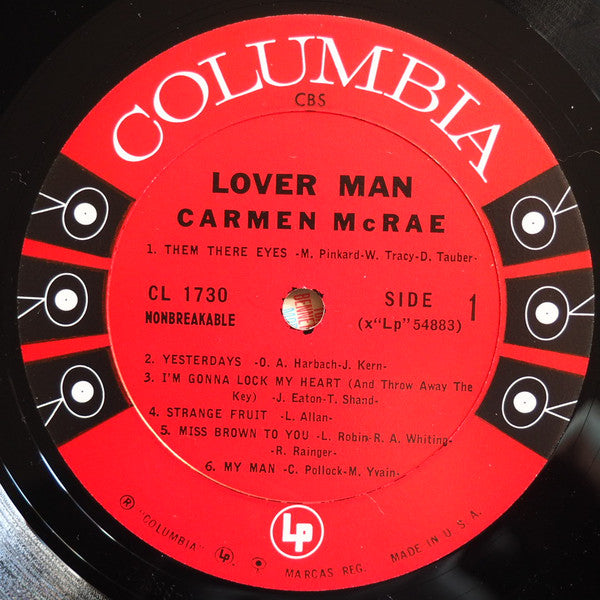 COLUMBIA
CBS
LOVER MAN
CARMEN McRAE
1. THEM THERE EYES -M. Pinkard-W. Tracy-D. Tauber-
CL 1730
NONBREAKABLE
SIDE 1
(x"Lp" 54883)
2. YESTERDAYS -O. A. Harbach-J. Kern-
3. I'M GONNA LOCK MY HEART (And Throw Away The
Key) -J. Eaton-T. Shand-
4. STRANGE FRUIT -L. Allan-
5. MISS BROWN TO YOU -L. Robin-R. A. Whiting-
-R. Rainger-
6. MY MAN -C. Pollock-M. Yvain-
Lp
® "COLUMBIA" Lp MARCAS REG. MADE IN U.S.A.